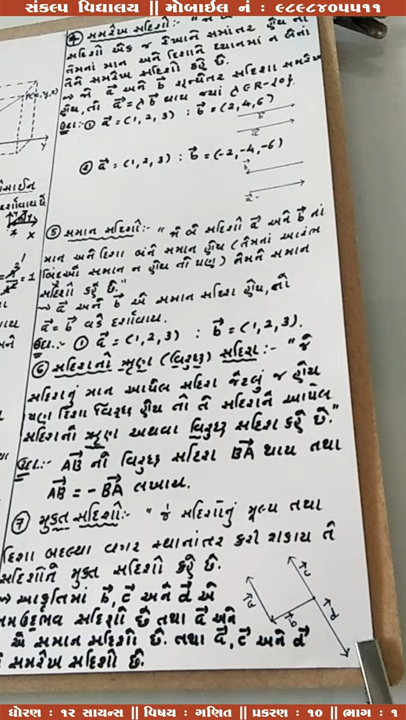 સંકલ્પ વિદ્યાલય || મોબાઈલ નં : ૯૮૯૮૪૦૫૫૧૧
④ સમરેખ સદિશો :-
સદિશો એક જ રેખાને સમાંતર હોય તો
તેમનાં માન અને દિશાને ધ્યાનમાં ન લેતાં
તેને સમરેખ સદિશો કહે છે.
→ જો a અને b શૂન્યેતર સદિશો સમરેખ
હોય, તો a = λb થાય જ્યાં λ∈R-{0}.
ઉદા:- ① a = (1,2,3) : b = (2,4,6)
② a = (1,2,3) : b = (-2,-4,-6)
⑤ સમાન સદિશો :- " જો બે સદિશો a અને b નાં
માન અને દિશા બંને સમાન હોય (તેમનાં આરંભ
બિંદુઓ સમાન ન હોય તો પણ) તેમને સમાન
સદિશો કહે છે."
→ a અને b એ સમાન સદિશ હોય, તો
a = b વડે દર્શાવાય.
ઉદા:- ① a = (1,2,3) : b = (1,2,3).
⑥ સદિશનો ઋણ (વિરુદ્ધ) સદિશ :- " જે
સદિશનું માન આપેલ સદિશ જેટલું જ હોય
પણ દિશા વિરુદ્ધ હોય તો તે સદિશને આપેલ
સદિશનો ઋણ અથવા વિરુદ્ધ સદિશ કહે છે."
ઉદા:- AB નો વિરુદ્ધ સદિશ BA થાય તથા
AB = -BA લખાય.
⑦ મુક્ત સદિશો :- " જે સદિશોનું મૂલ્ય તથા
દિશા બદલ્યા વગર સ્થાનાંતર કરી શકાય તે
સદિશોને મુક્ત સદિશો કહે છે.
→ આકૃતિમાં b, c અને d એ
સમઉદ્ભવ સદિશો છે તથા a અને
એ સમાન સદિશો છે. તથા a, c અને d
સમરેખ સદિશો છે.
ધોરણ : ૧૨ સાયન્સ || વિષય : ગણિત || પ્રકરણ : ૧૦ || ભાગ : ૧